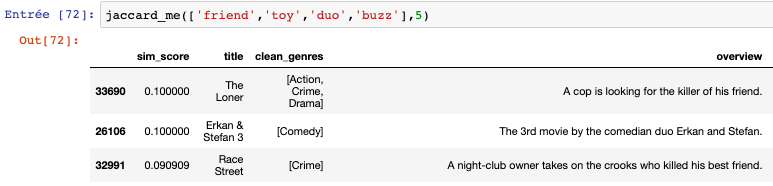 Entrée [72]: jaccard_me(['friend','toy','duo','buzz'],5)
Out[72]:
sim_score title clean_genres overview
33690 0.100000 The Loner [Action, Crime, Drama] A cop is looking for the killer of his friend.
26106 0.100000 Erkan & Stefan 3 [Comedy] The 3rd movie by the comedian duo Erkan and Stefan.
32991 0.090909 Race Street [Crime] A night-club owner takes on the crooks who killed his best friend.